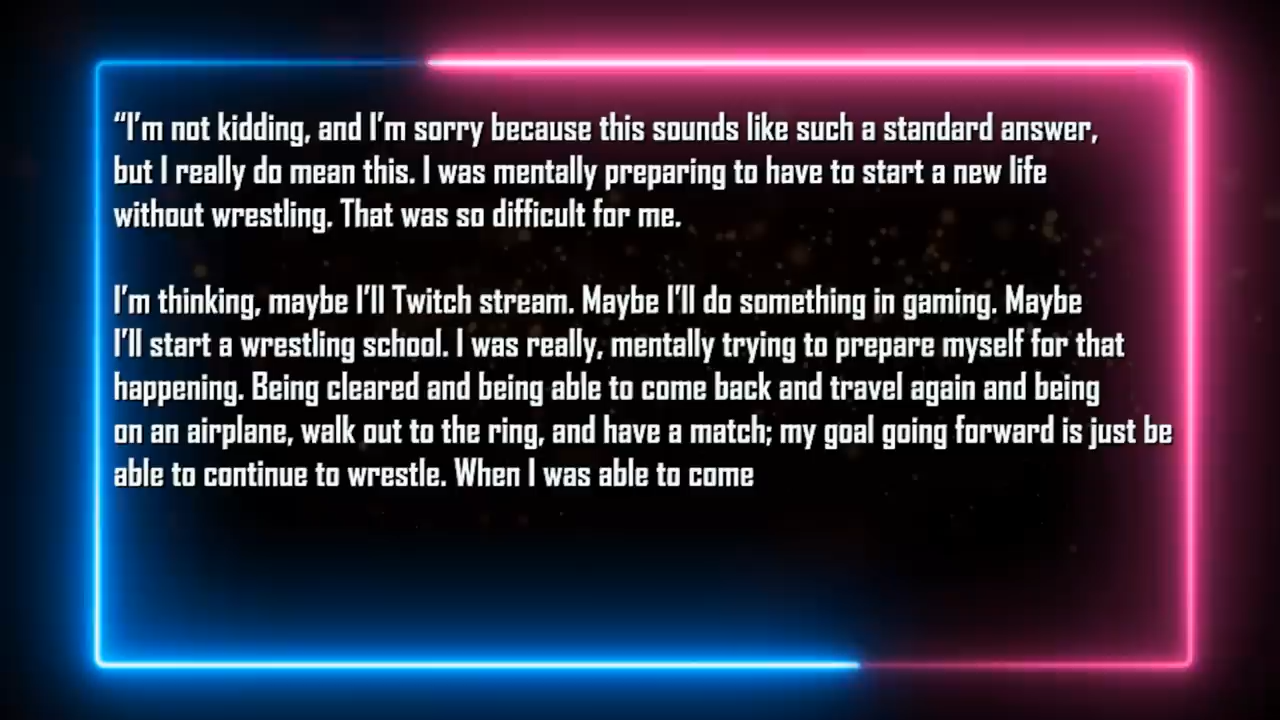 “I’m not kidding, and I’m sorry because this sounds like such a standard answer,
but I really do mean this. I was mentally preparing to have to start a new life
without wrestling. That was so difficult for me.
I’m thinking, maybe I’ll Twitch stream. Maybe I’ll do something in gaming. Maybe
I’ll start a wrestling school. I was really, mentally trying to prepare myself for that
happening. Being cleared and being able to come back and travel again and being
on an airplane, walk out to the ring, and have a match; my goal going forward is just be
able to continue to wrestle. When I was able to come